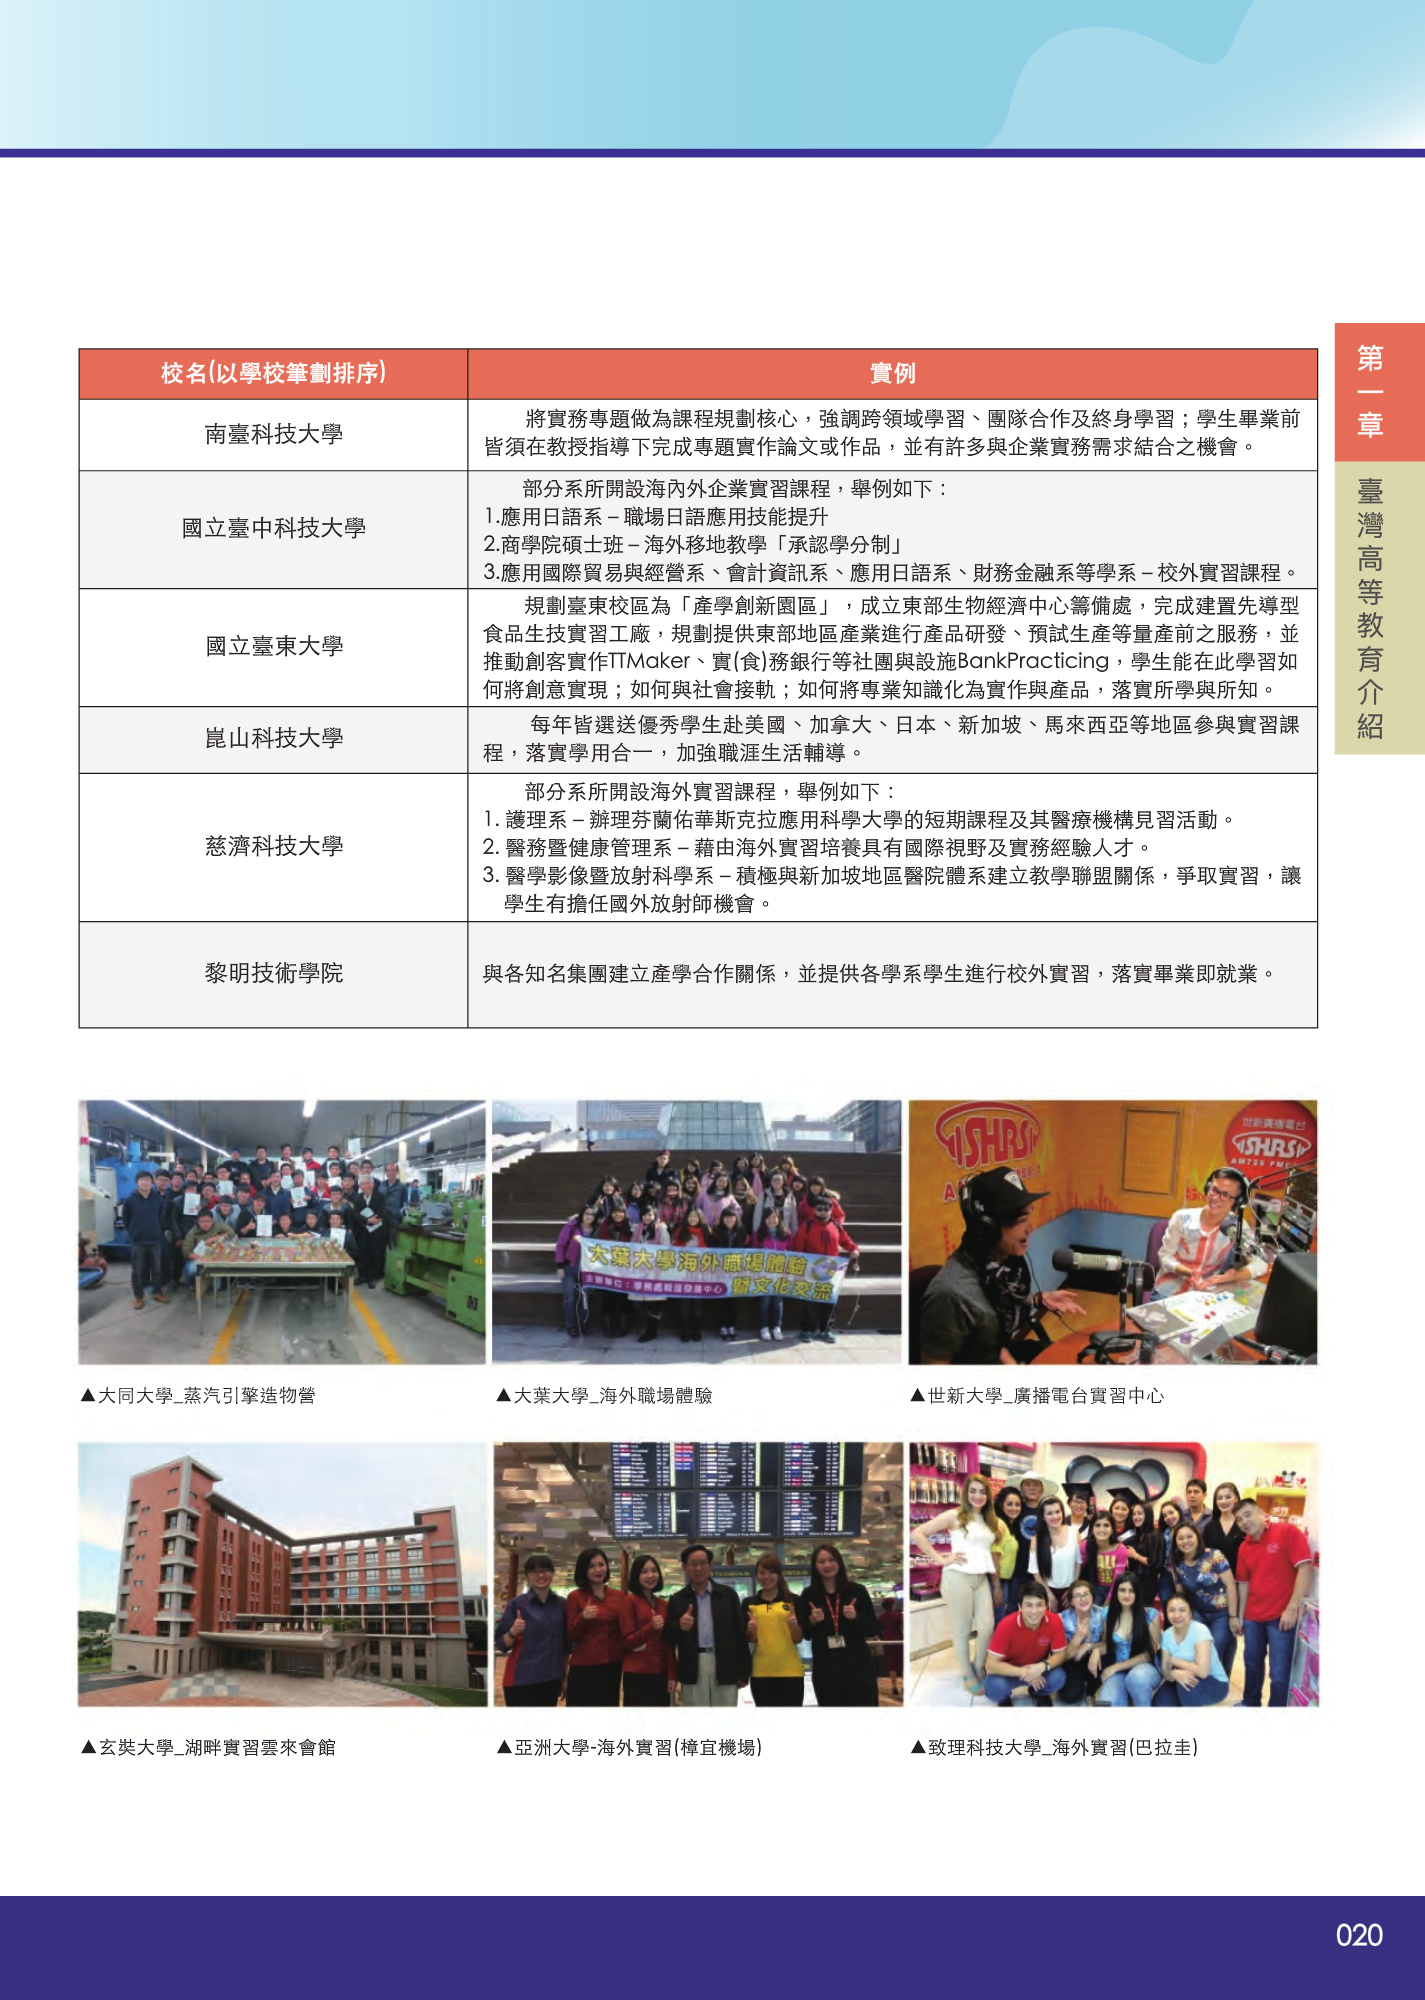 第一章
臺灣高等教育介紹
校名(以學校筆劃排序)
實例
南臺科技大學
將實務專題做為課程規劃核心，強調跨領域學習、團隊合作及終身學習；學生畢業前
皆須在教授指導下完成專題實作論文或作品，並有許多與企業實務需求結合之機會。
國立臺中科技大學
部分系所開設海內外企業實習課程，舉例如下：
1.應用日語系 – 職場日語應用技能提升
2.商學院碩士班 – 海外移地教學「承認學分制」
3.應用國際貿易與經營系、會計資訊系、應用日語系、財務金融系等學系 – 校外實習課程。
國立臺東大學
規劃臺東校區為「產學創新園區」，成立東部生物經濟中心籌備處，完成建置先導型
食品生技實習工廠，規劃提供東部地區產業進行產品研發、預試生產等量產前之服務，並
推動創客實作TTMaker、實(食)務銀行等社團與設施BankPracticing，學生能在此學習如
何將創意實現；如何與社會接軌；如何將專業知識化為實作與產品，落實所學與所知。
崑山科技大學
每年皆選送優秀學生赴美國、加拿大、日本、新加坡、馬來西亞等地區參與實習課
程，落實學用合一，加強職涯生活輔導。
慈濟科技大學
部分系所開設海外實習課程，舉例如下：
1. 護理系 – 辦理芬蘭佑華斯克拉應用科學大學的短期課程及其醫療機構見習活動。
2. 醫務暨健康管理系 – 藉由海外實習培養具有國際視野及實務經驗人才。
3. 醫學影像暨放射科學系 – 積極與新加坡地區醫院體系建立教學聯盟關係，爭取實習，讓
學生有擔任國外放射師機會。
黎明技術學院
與各知名集團建立產學合作關係，並提供各學系學生進行校外實習，落實畢業即就業。
大葉大學海外職場體驗
暨文化交流
主辦單位：學務處職涯發展中心
SHRS
世新廣播電台
SHRS
AM729
▲大同大學_蒸汽引擎造物營
▲大葉大學_海外職場體驗
▲世新大學_廣播電台實習中心
▲玄奘大學_湖畔實習雲來會館
▲亞洲大學-海外實習(樟宜機場)
▲致理科技大學_海外實習(巴拉圭)
020